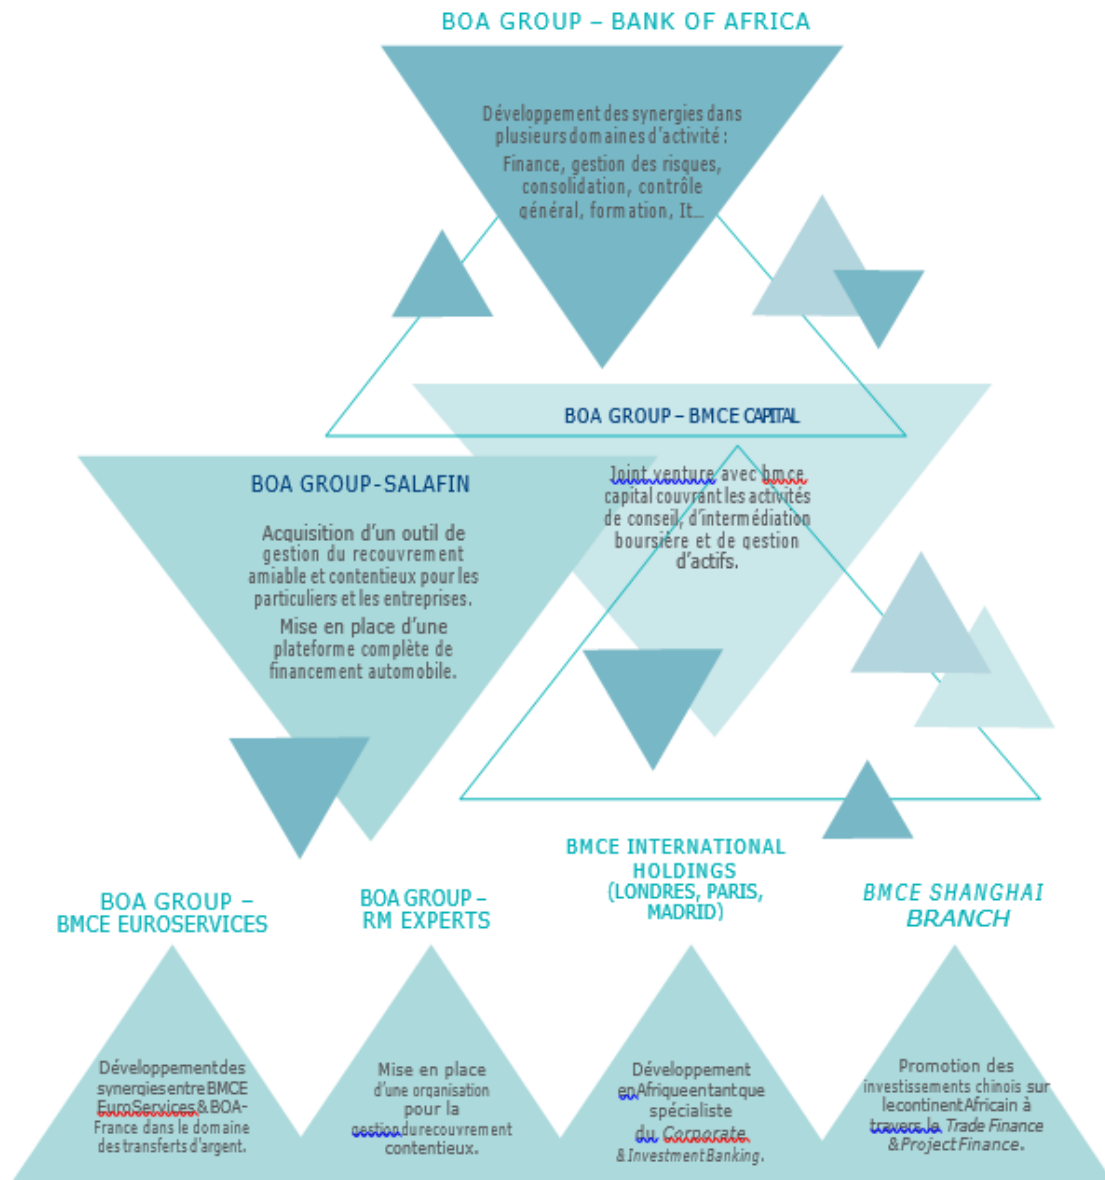 BOA GROUP – BANK OF AFRICA
Développement des synergies dans
plusieurs domaines d'activité :
Finance, gestion des risques,
consolidation, contrôle
général, formation, It...
BOA GROUP – BMCE CAPITAL
Joint venture avec bmce
capital couvrant les activités
de conseil, d'intermédiation
boursière et de gestion
d'actifs.
BOA GROUP-SALAFIN
Acquisition d'un outil de
gestion du recouvrement
amiable et contentieux pour les
particuliers et les entreprises.
Mise en place d'une
plateforme complète de
financement automobile.
BOA GROUP –
BMCE EUROSERVICES
Développement des
synergies entre BMCE
EuroServices & BOA-
France dans le domaine
des transferts d'argent.
BOA GROUP –
RM EXPERTS
Mise en place
d'une organisation
pour la
gestion du recouvrement
contentieux.
BMCE INTERNATIONAL
HOLDINGS
(LONDRES, PARIS,
MADRID)
Développement
en Afrique en tant que
spécialiste
du Corporate
& Investment Banking.
BMCE SHANGHAI
BRANCH
Promotion des
investissements chinois sur
le continent Africain à
travers le Trade Finance
& Project Finance.